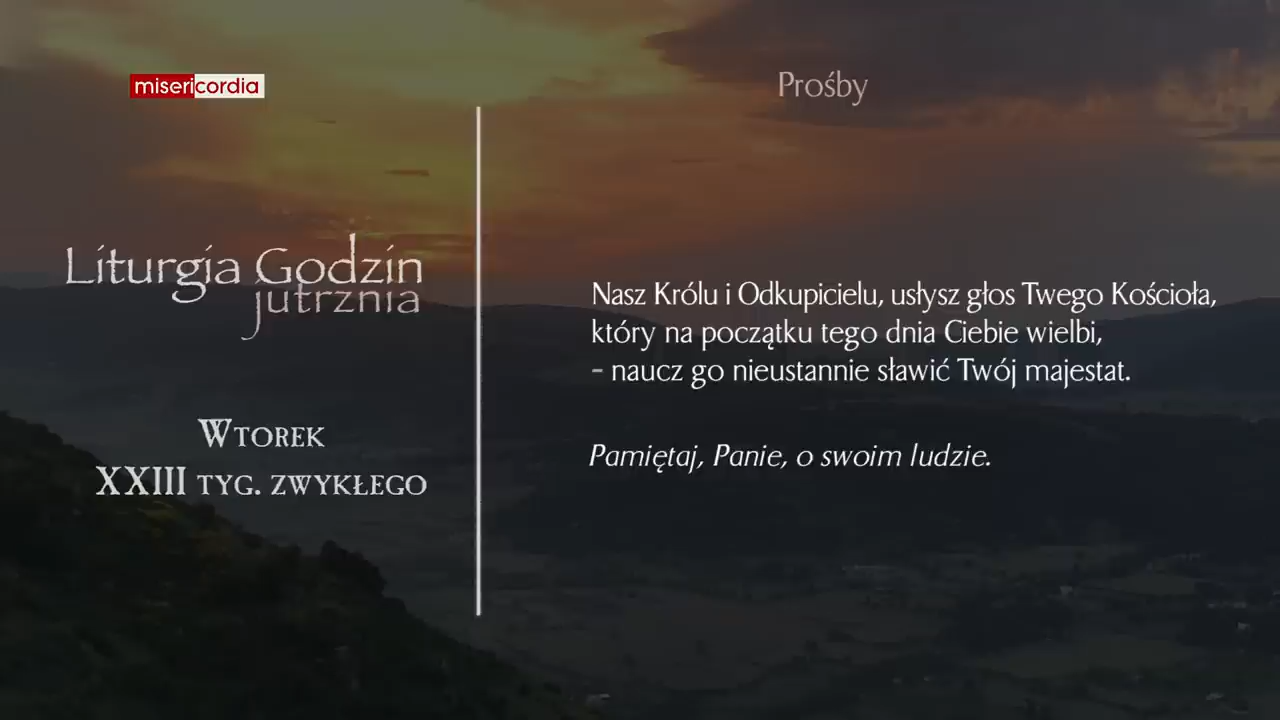 misericordia
Liturgia Godzin
jutrznia
Wtorek
XXIII tyg. zwykłego
Prośby
Nasz Królu i Odkupicielu, usłysz głos Twego Kościoła,
który na początku tego dnia Ciebie wielbi,
- naucz go nieustannie sławić Twój majestat.
Pamiętaj, Panie, o swoim ludzie.